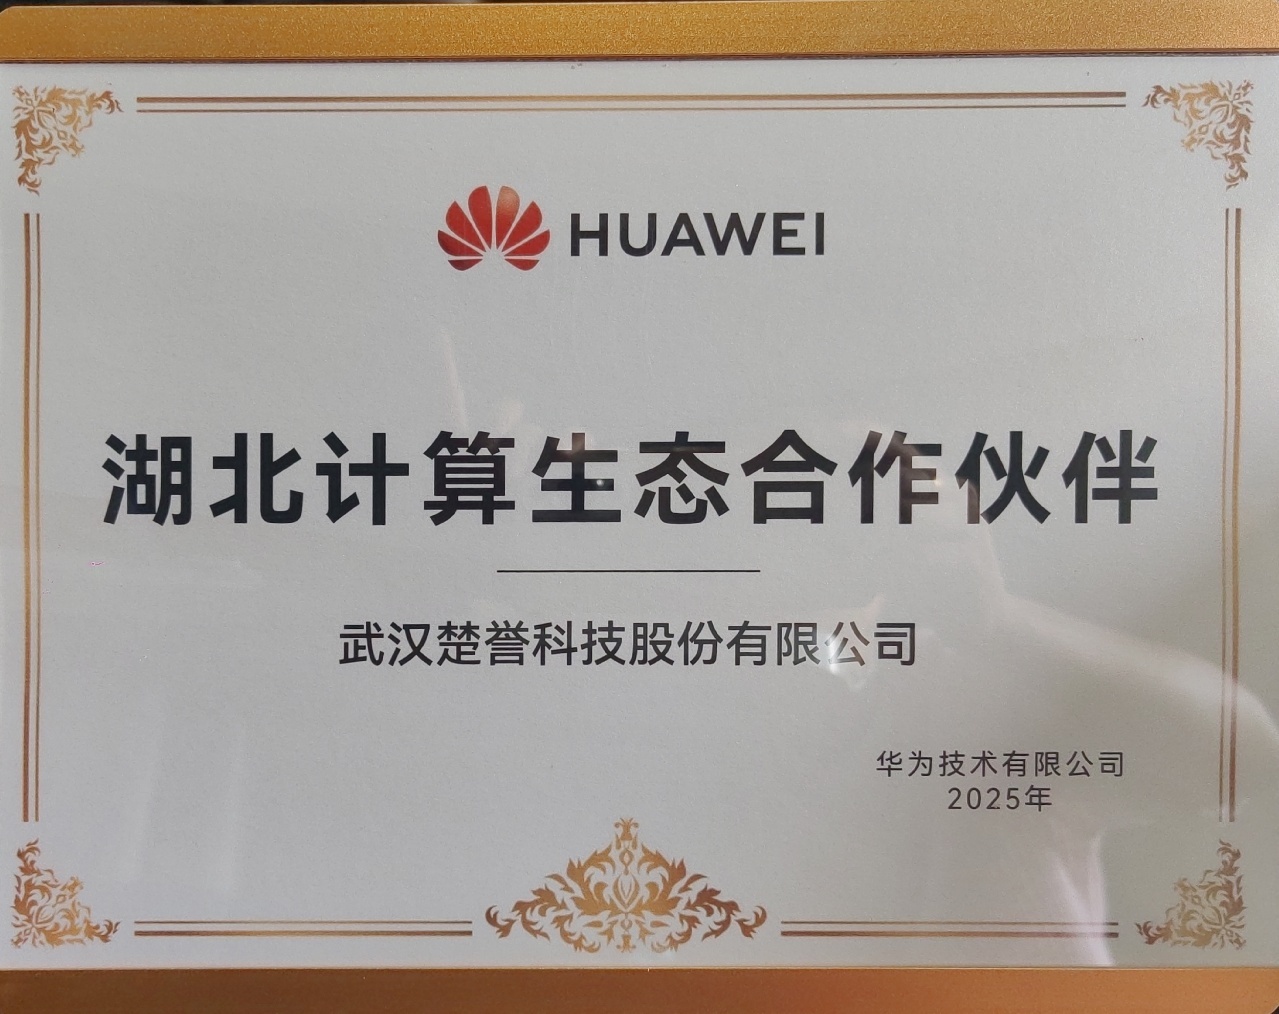 HUAWEI
湖北计算生态合作伙伴
武汉楚誉科技股份有限公司
华为技术有限公司
2025年